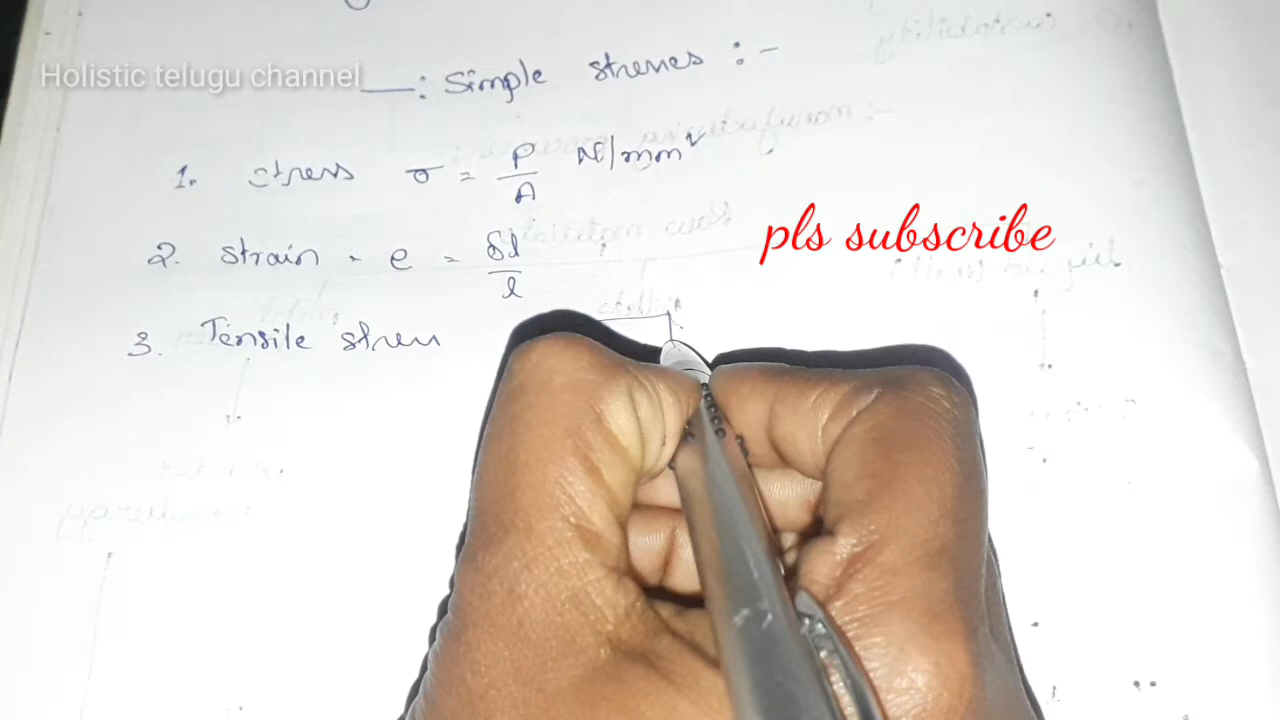 Holistic telugu channel
—: Simple stresses :-
1. stress σ = P/A N/mm²
2. strain - e = δl/l
pls subscribe
3. Tensile stress